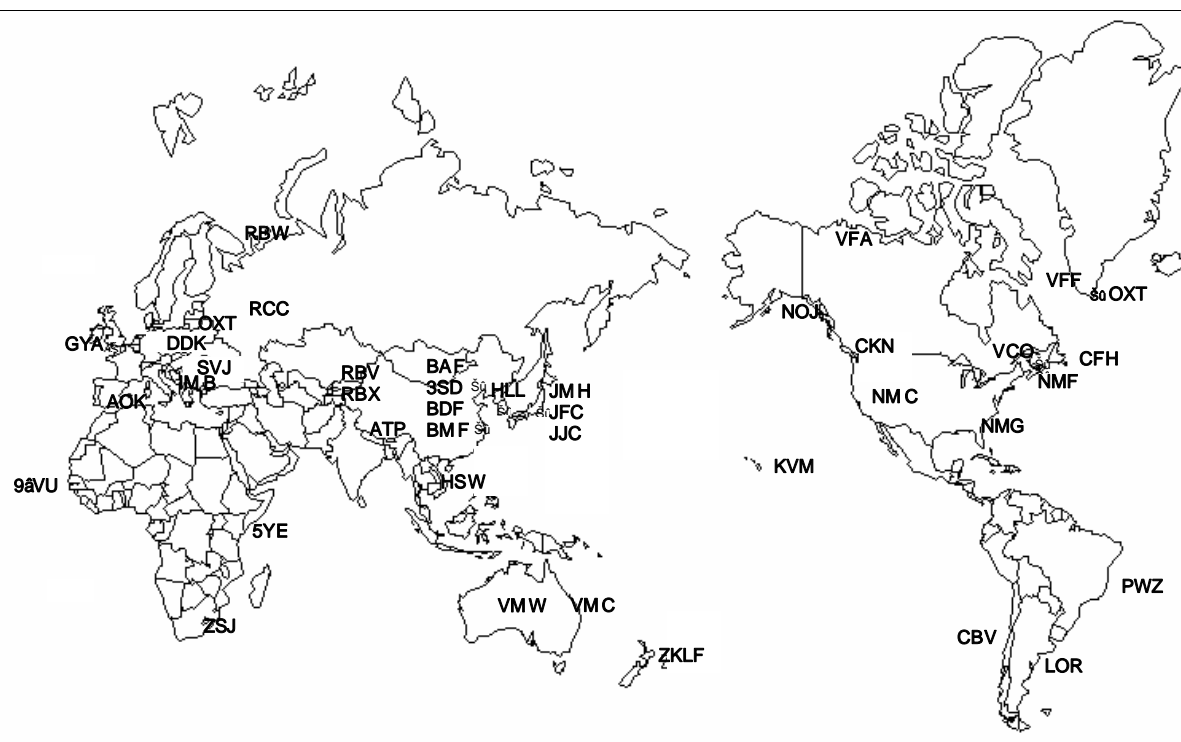 RBW
VFA
VFF
OXT
RCC
NOJ
OXT
GYA
DDK
CKN
VCO
CFH
SVJ
BAF
RBV
NMF
IMB
3SD
HLL
JMH
RBX
NMC
AOK
BDF
JFC
ATP
BMF
JJC
NMG
KVM
9āVU
HSW
5YE
PWZ
VMW
VMC
ZSJ
CBV
ZKLF
LOR